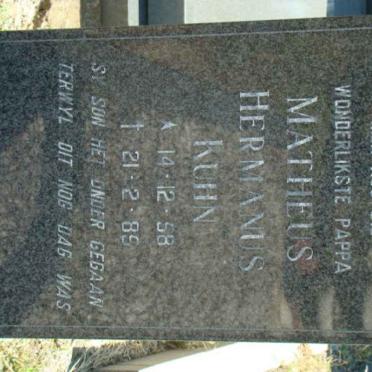 WONDERLIKSTE PAPPA
MATHEUS
HERMANUS
KUHN
★ 14·12·58
† 21·2·89
SY SON HET ONDER GEGAAN
TERWYL DIT NOG DAG WAS